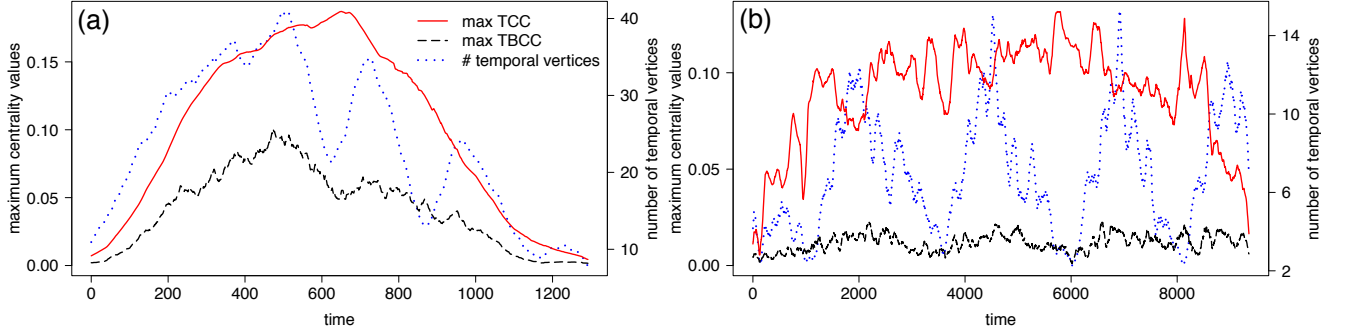 (a)
max TCC
max TBCC
# temporal vertices
maximum centrality values
0.00
0.05
0.10
0.15
0
200
400
600
800
1000
1200
time
10
20
30
40
number of temporal vertices
(b)
maximum centrality values
0.00
0.05
0.10
0
2000
4000
6000
8000
time
2
6
10
14
number of temporal vertices